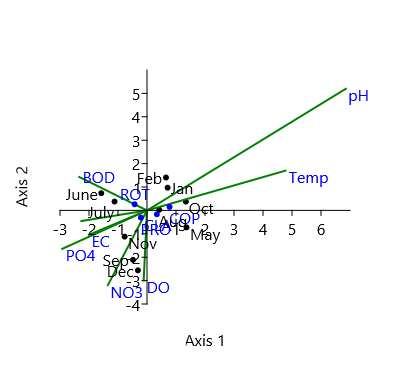 5
pH
4
3
2
BOD
Feb
Temp
1
Jan
June
ROT
Oct
July
COP
-3
-2
-1
CLA
Aug
1
2
3
4
5
6
PRO
May
EC
Nov
PO4
-2
Sep
Dec
-3
NO3
DO
-4
Axis 2
Axis 1